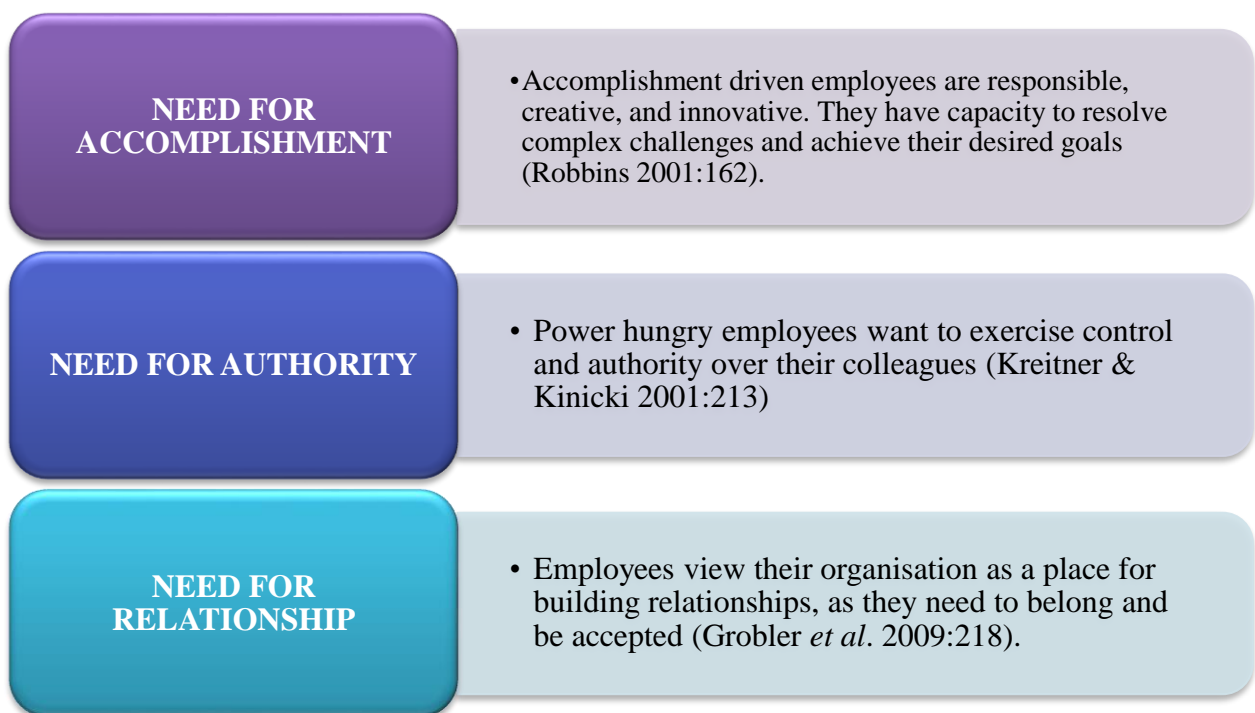 NEED FOR
ACCOMPLISHMENT
•Accomplishment driven employees are responsible,
creative, and innovative. They have capacity to resolve
complex challenges and achieve their desired goals
(Robbins 2001:162).
NEED FOR AUTHORITY
• Power hungry employees want to exercise control
and authority over their colleagues (Kreitner &
Kinicki 2001:213)
NEED FOR
RELATIONSHIP
• Employees view their organisation as a place for
building relationships, as they need to belong and
be accepted (Grobler et al. 2009:218).